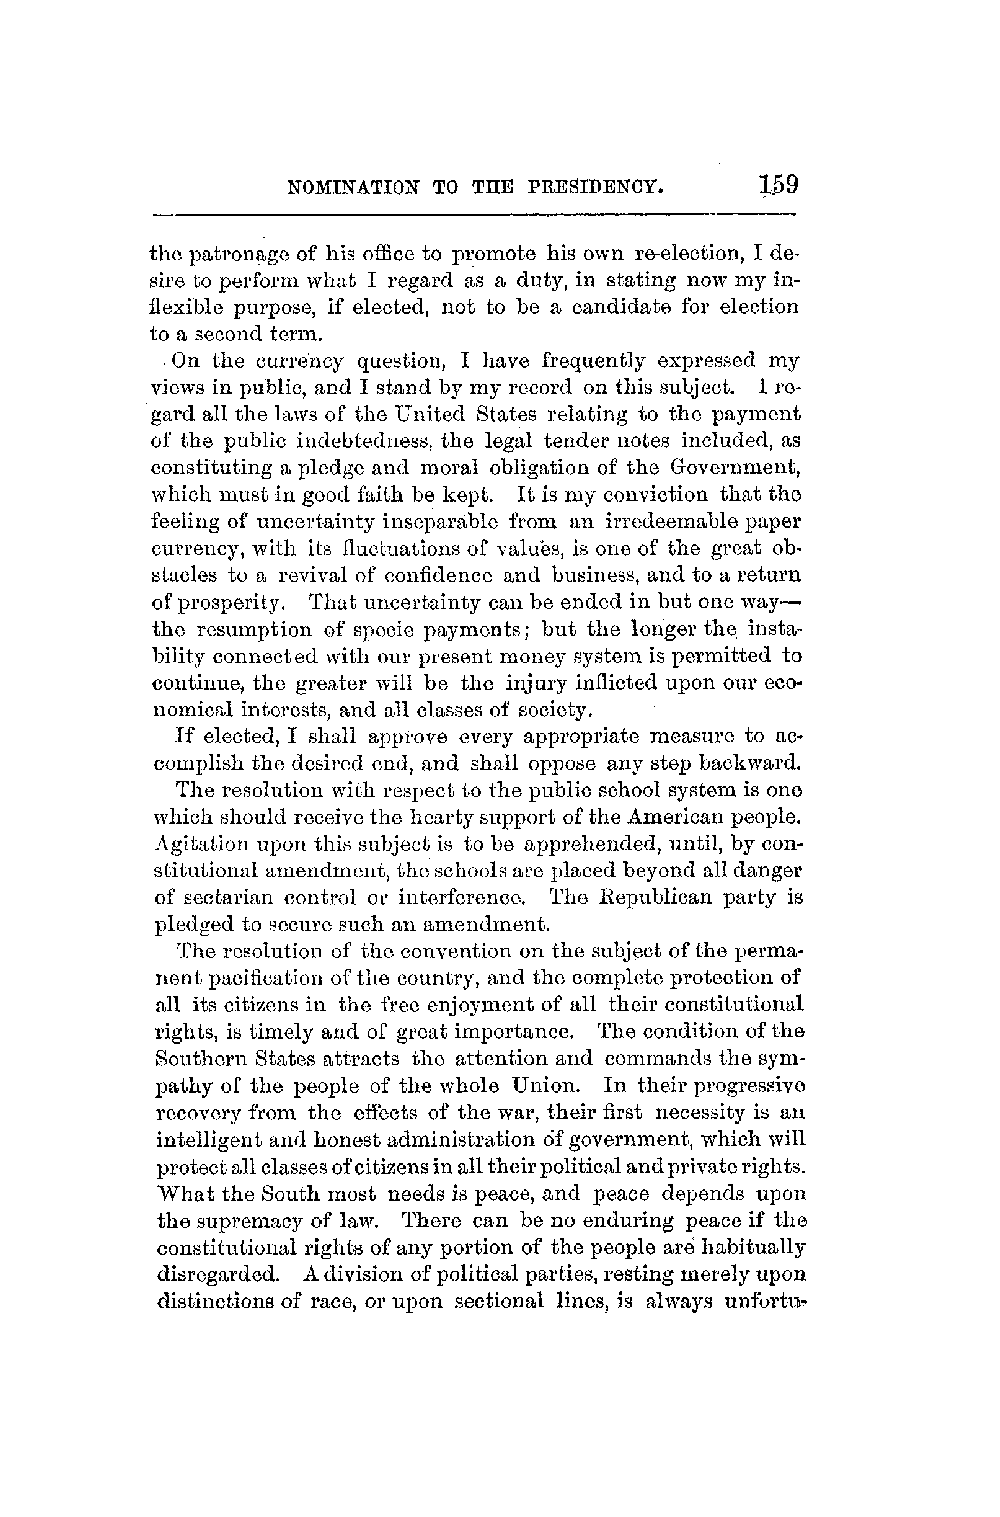 NOMINATION TO THE PRESIDENCY. 159
the patronage of his office to promote his own re-election, I de-
sire to perform what I regard as a duty, in stating now my in-
flexible purpose, if elected, not to be a candidate for election
to a second term.
On the currency question, I have frequently expressed my
views in public, and I stand by my record on this subject. I re-
gard all the laws of the United States relating to the payment
of the public indebtedness, the legal tender notes included, as
constituting a pledge and moral obligation of the Government,
which must in good faith be kept. It is my conviction that the
feeling of uncertainty inseparable from an irredeemable paper
currency, with its fluctuations of values, is one of the great ob-
stacles to a revival of confidence and business, and to a return
of prosperity. That uncertainty can be ended in but one way—
the resumption of specie payments; but the longer the insta-
bility connected with our present money system is permitted to
continue, the greater will be the injury inflicted upon our eco-
nomical interests, and all classes of society.
If elected, I shall approve every appropriate measure to ac-
complish the desired end, and shall oppose any step backward.
The resolution with respect to the public school system is one
which should receive the hearty support of the American people.
Agitation upon this subject is to be apprehended, until, by con-
stitutional amendment, the schools are placed beyond all danger
of sectarian control or interference. The Republican party is
pledged to secure such an amendment.
The resolution of the convention on the subject of the perma-
nent pacification of the country, and the complete protection of
all its citizens in the free enjoyment of all their constitutional
rights, is timely and of great importance. The condition of the
Southern States attracts the attention and commands the sym-
pathy of the people of the whole Union. In their progressive
recovery from the effects of the war, their first necessity is an
intelligent and honest administration of government, which will
protect all classes of citizens in all their political and private rights.
What the South most needs is peace, and peace depends upon
the supremacy of law. There can be no enduring peace if the
constitutional rights of any portion of the people are habitually
disregarded. A division of political parties, resting merely upon
distinctions of race, or upon sectional lines, is always unfortu-